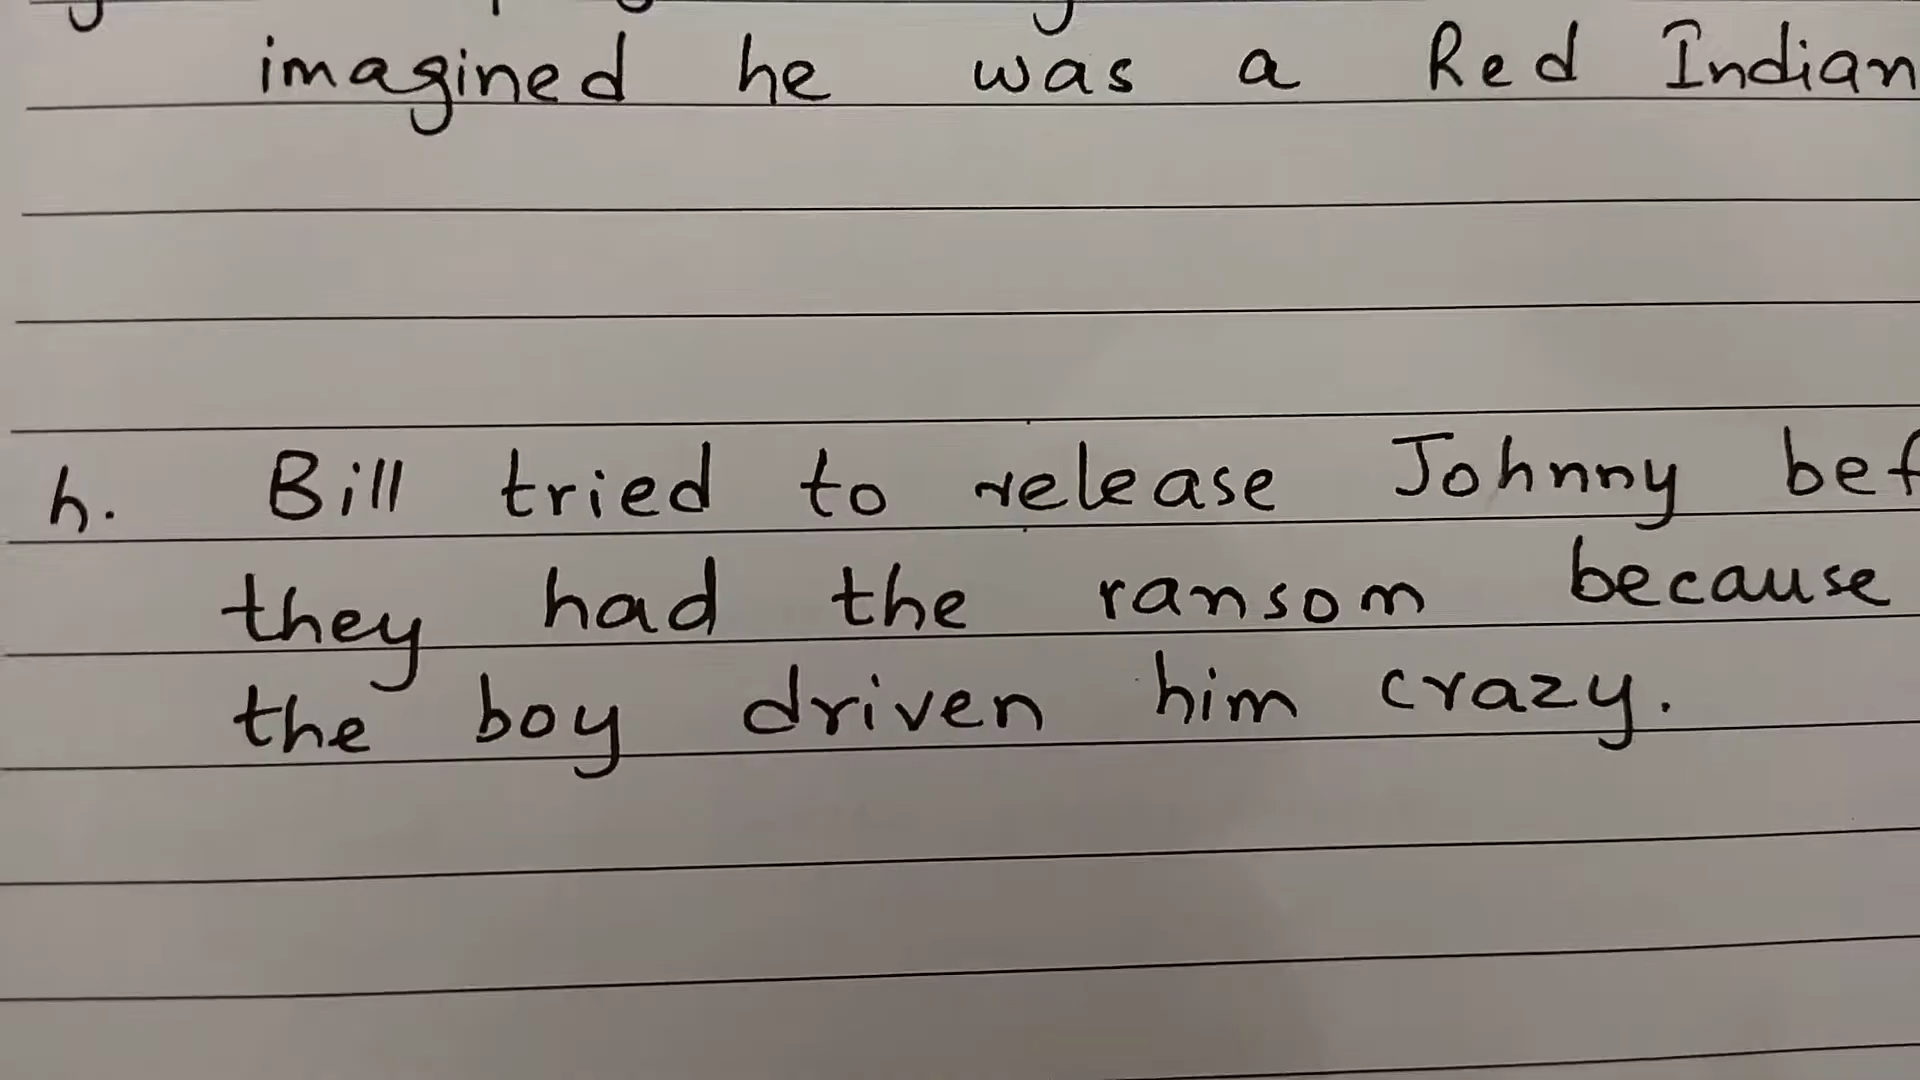 imagined he was a Red Indian
h. Bill tried to release Johnny bef
they had the ransom because
the boy driven him crazy.